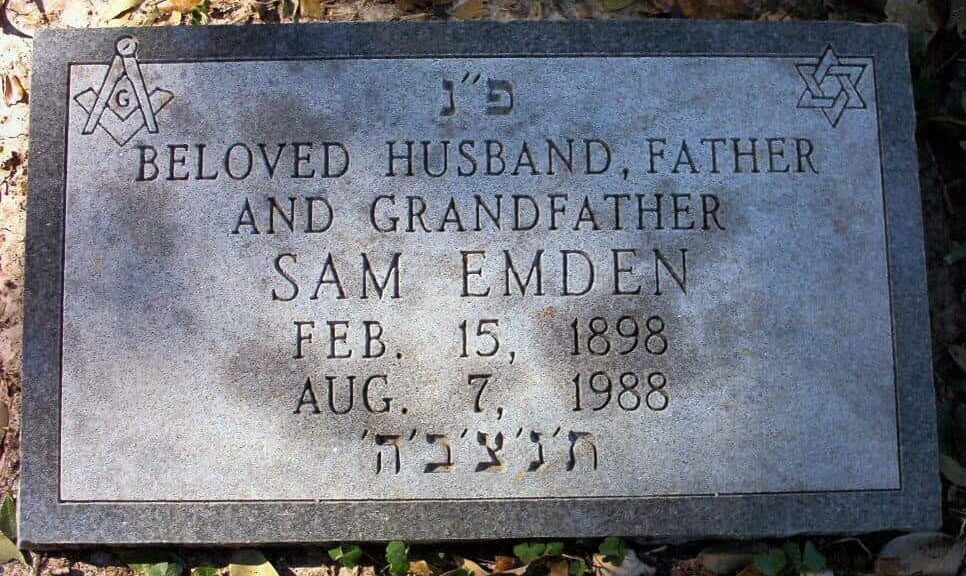 G
פ"נ
BELOVED HUSBAND, FATHER
AND GRANDFATHER
SAM EMDEN
FEB. 15, 1898
AUG. 7, 1988
ת'נ'צ'ב'ה'